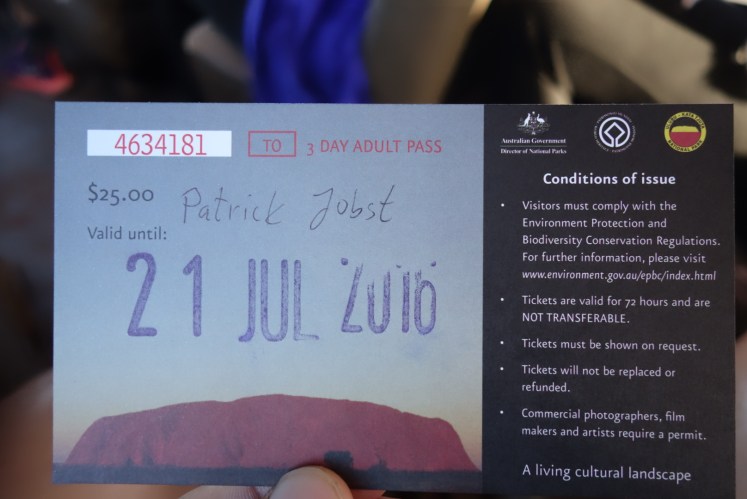 4634181
TO
3 DAY ADULT PASS
$25.00
Patrick Jobst
Valid until:
21 JUL 2016
Australian Government
Director of National Parks
Conditions of issue
• Visitors must comply with the
Environment Protection and
Biodiversity Conservation Regulations.
For further information, please visit
www.environment.gov.au/epbc/index.html
• Tickets are valid for 72 hours and are
NOT TRANSFERABLE.
• Tickets must be shown on request.
• Tickets will not be replaced or
refunded.
• Commercial photographers, film
makers and artists require a permit.
A living cultural landscape